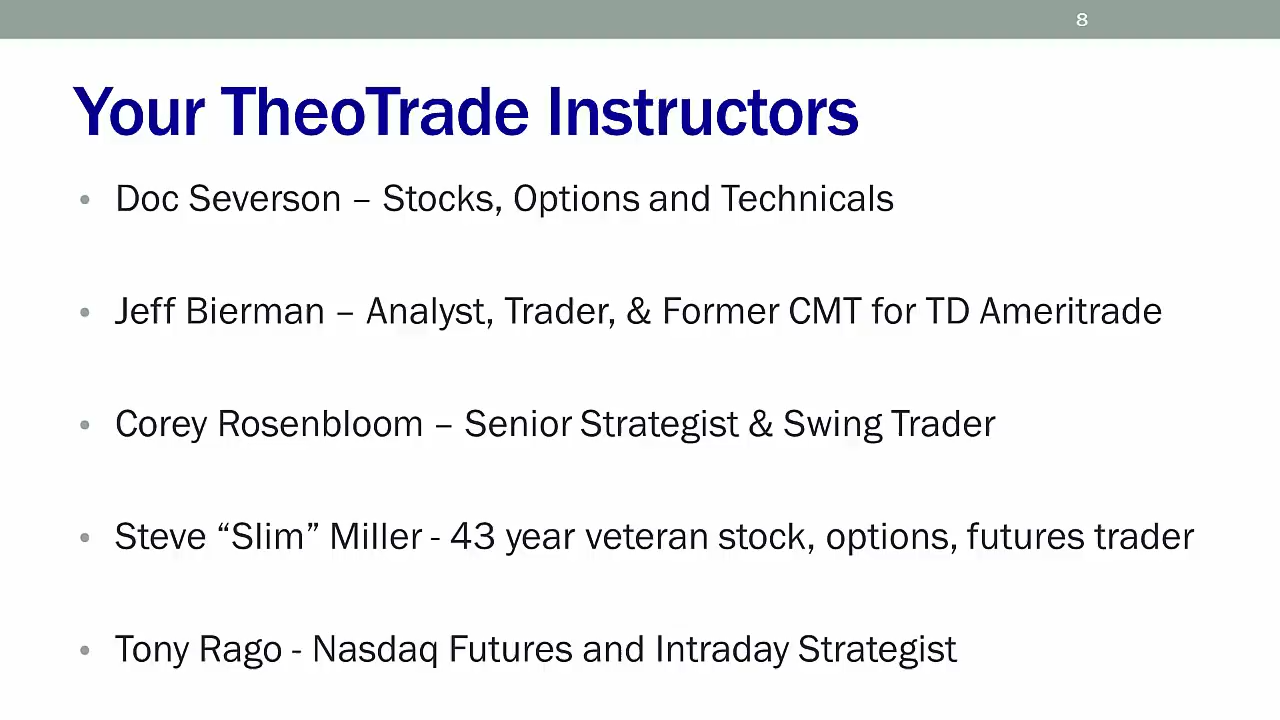 8
Your TheoTrade Instructors
• Doc Severson – Stocks, Options and Technicals
• Jeff Bierman – Analyst, Trader, & Former CMT for TD Ameritrade
• Corey Rosenbloom – Senior Strategist & Swing Trader
• Steve “Slim” Miller - 43 year veteran stock, options, futures trader
• Tony Rago - Nasdaq Futures and Intraday Strategist